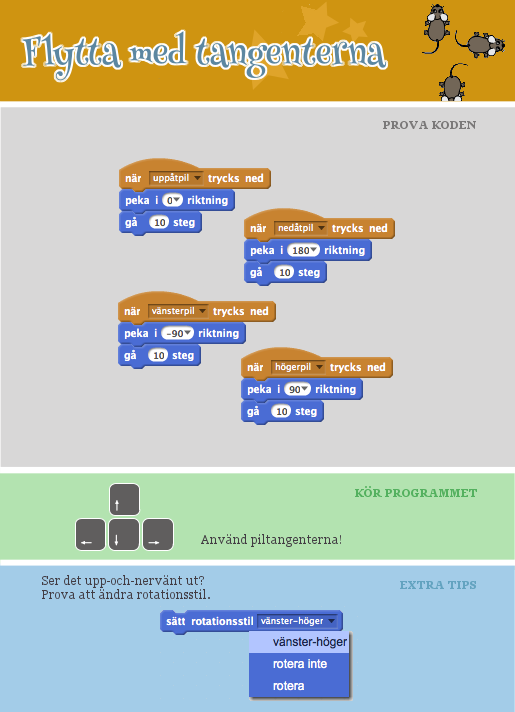 Flytta med tangenterna
PROVA KODEN
när uppåtpil trycks ned
peka i 0 riktning
gå 10 steg
när nedåtpil trycks ned
peka i 180 riktning
gå 10 steg
när vänsterpil trycks ned
peka i -90 riktning
gå 10 steg
när högerpil trycks ned
peka i 90 riktning
gå 10 steg
KÖR PROGRAMMET
↑
← ↓ →
Använd piltangenterna!
EXTRA TIPS
Ser det upp-och-nervänt ut?
Prova att ändra rotationsstil.
sätt rotationsstil vänster-höger
vänster-höger
rotera inte
rotera